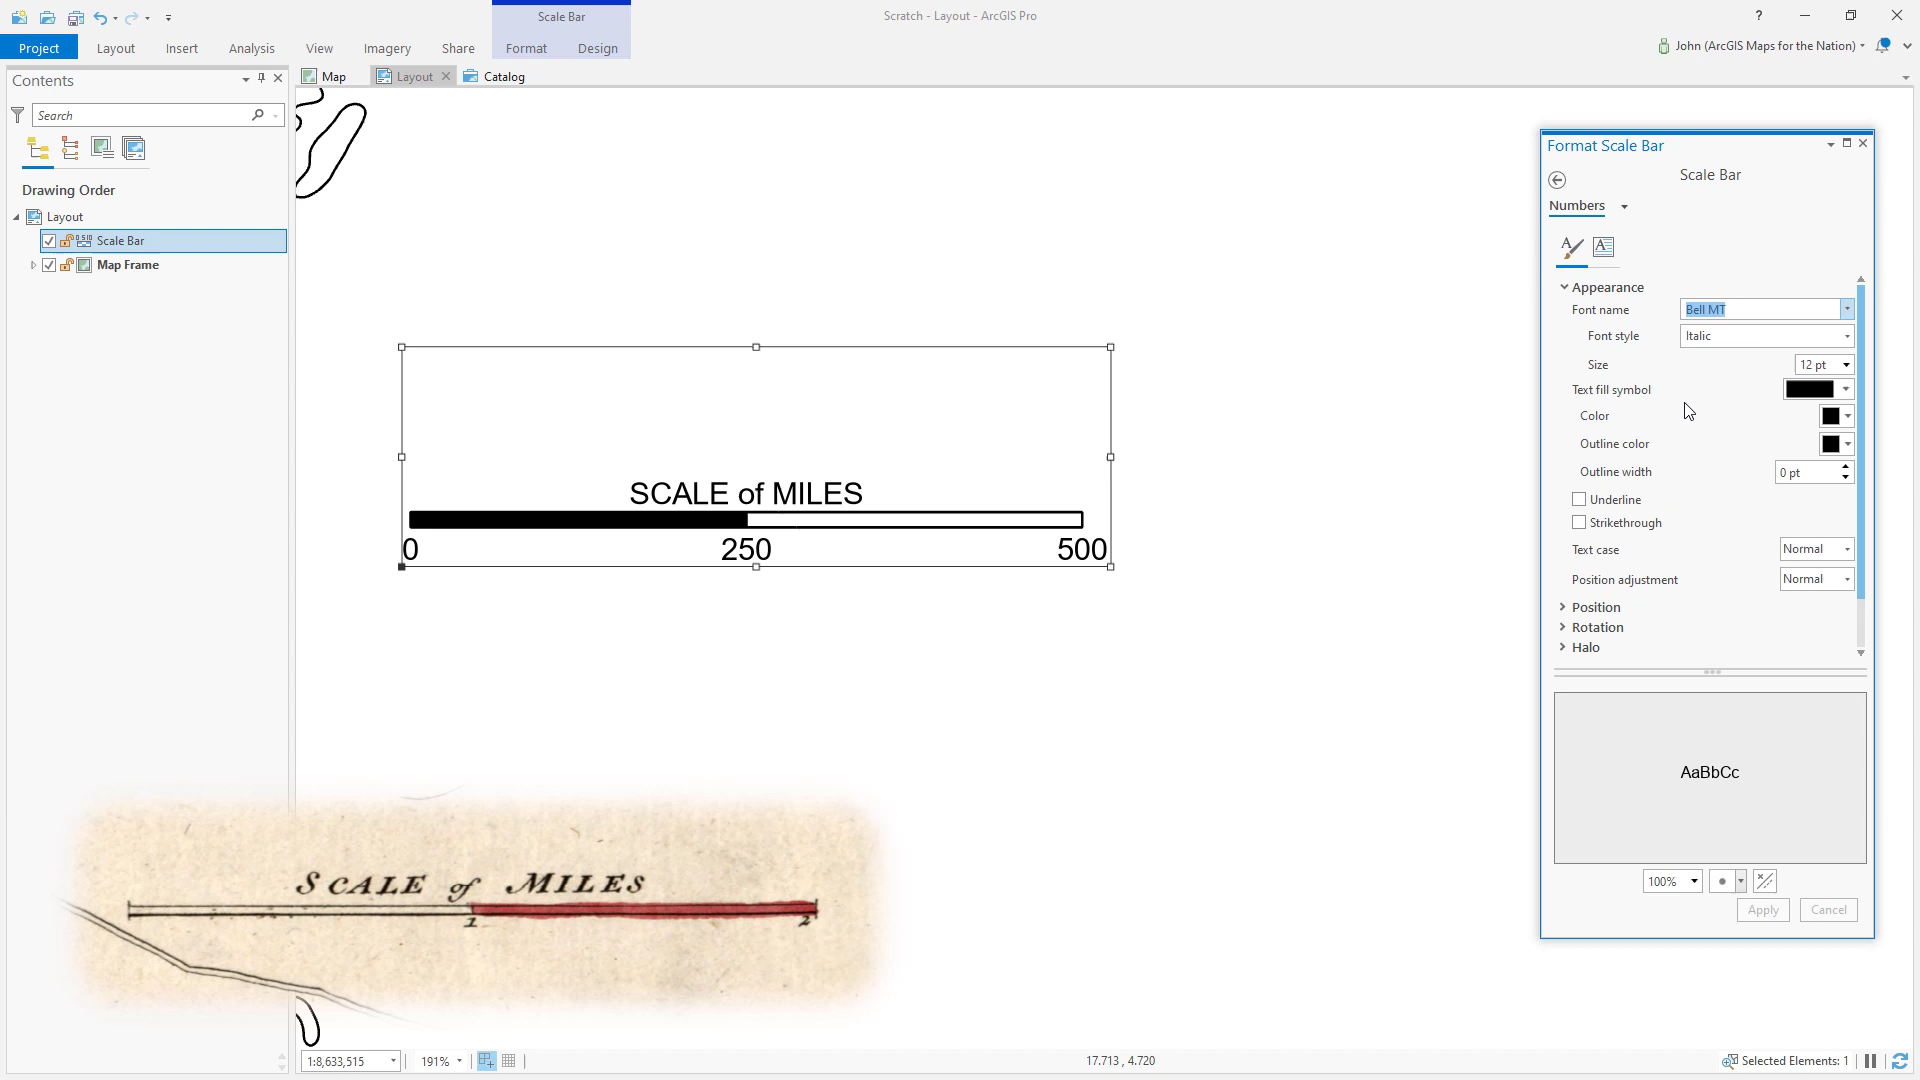 Scale Bar
Scratch - Layout - ArcGIS Pro
?
Project Layout Insert Analysis View Imagery Share Format Design
John (ArcGIS Maps for the Nation)
Contents
Map Layout Catalog
Search
Drawing Order
Layout
Scale Bar
Map Frame
SCALE of MILES
0 250 500
SCALE of MILES
1 2
Format Scale Bar
Scale Bar
Numbers
Appearance
Font name Bell MT
Font style Italic
Size 12 pt
Text fill symbol
Color
Outline color
Outline width 0 pt
Underline
Strikethrough
Text case Normal
Position adjustment Normal
Position
Rotation
Halo
AaBbCc
100%
Apply Cancel
1:8,633,515 191% 17.713 , 4.720 Selected Elements: 1